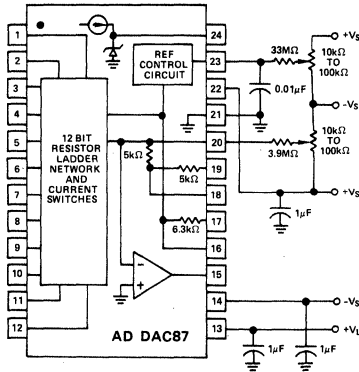 1
2
3
4
5
6
7
8
9
10
11
12
24
23
22
21
20
19
18
17
16
15
14
13
REF
CONTROL
CIRCUIT
12 BIT
RESISTOR
LADDER
NETWORK
AND
CURRENT
SWITCHES
5kΩ
5kΩ
6.3kΩ
−
+
AD DAC87
33MΩ
0.01μF
3.9MΩ
1μF
10kΩ
TO
100kΩ
10kΩ
TO
100kΩ
+VS
−VS
+VS
−VS
+VL
1μF
1μF